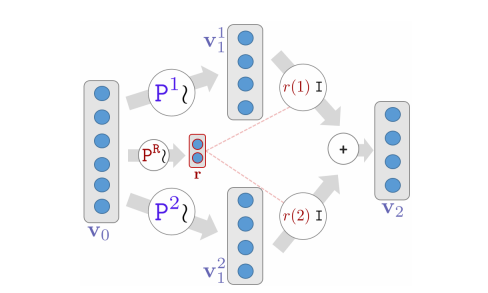 v₁¹
P¹≀
r(1) I
Pᴿ≀
r
+
v₀
P²≀
r(2) I
v₂
v₁²